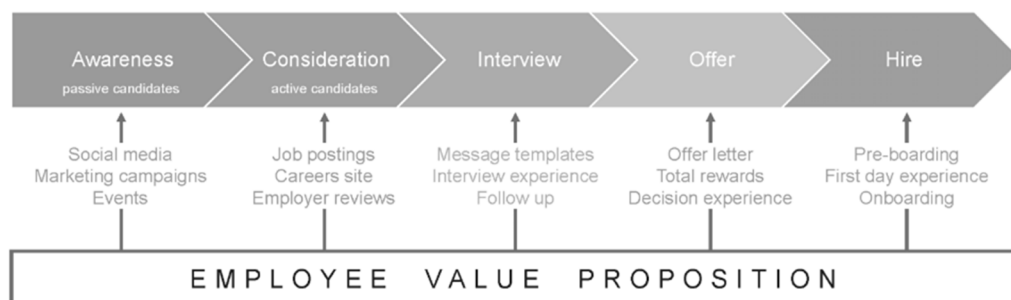 Awareness
passive candidates
Consideration
active candidates
Interview
Offer
Hire
Social media
Marketing campaigns
Events
Job postings
Careers site
Employer reviews
Message templates
Interview experience
Follow up
Offer letter
Total rewards
Decision experience
Pre-boarding
First day experience
Onboarding
EMPLOYEE VALUE PROPOSITION